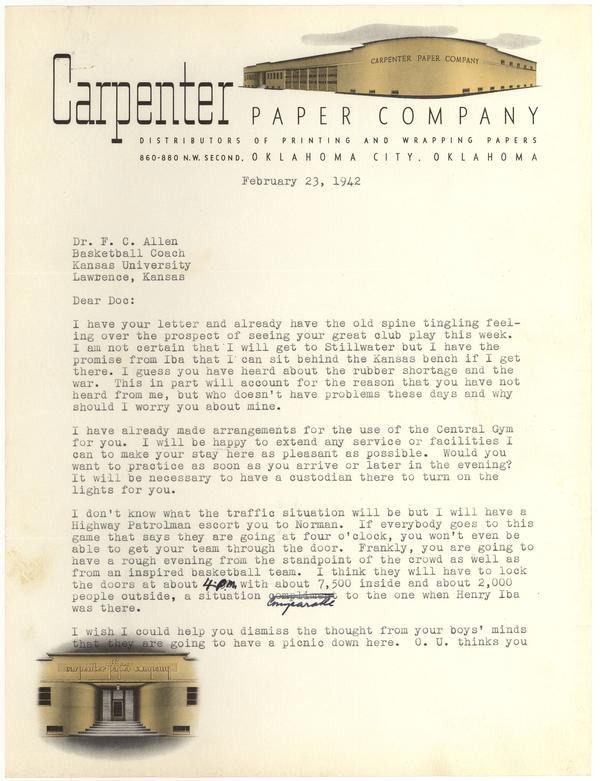 CARPENTER PAPER COMPANY
Carpenter PAPER COMPANY
DISTRIBUTORS OF PRINTING AND WRAPPING PAPERS
860-880 N.W. SECOND, OKLAHOMA CITY, OKLAHOMA
February 23, 1942
Dr. F. C. Allen
Basketball Coach
Kansas University
Lawrence, Kansas
Dear Doc:
I have your letter and already have the old spine tingling feel-
ing over the prospect of seeing your great club play this week.
I am not certain that I will get to Stillwater but I have the
promise from Iba that I can sit behind the Kansas bench if I get
there. I guess you have heard about the rubber shortage and the
war. This in part will account for the reason that you have not
heard from me, but who doesn't have problems these days and why
should I worry you about mine.
I have already made arrangements for the use of the Central Gym
for you. I will be happy to extend any service or facilities I
can to make your stay here as pleasant as possible. Would you
want to practice as soon as you arrive or later in the evening?
It will be necessary to have a custodian there to turn on the
lights for you.
I don't know what the traffic situation will be but I will have a
Highway Patrolman escort you to Norman. If everybody goes to this
game that says they are going at four o'clock, you won't even be
able to get your team through the door. Frankly, you are going to
have a rough evening from the standpoint of the crowd as well as
from an inspired basketball team. I think they will have to lock
the doors at about 4 pm with about 7,500 inside and about 2,000
people outside, a situation compliment to the one when Henry Iba
comparable
was there.
I wish I could help you dismiss the thought from your boys' minds
that they are going to have a picnic down here. O. U. thinks you
Carpenter Paper Company